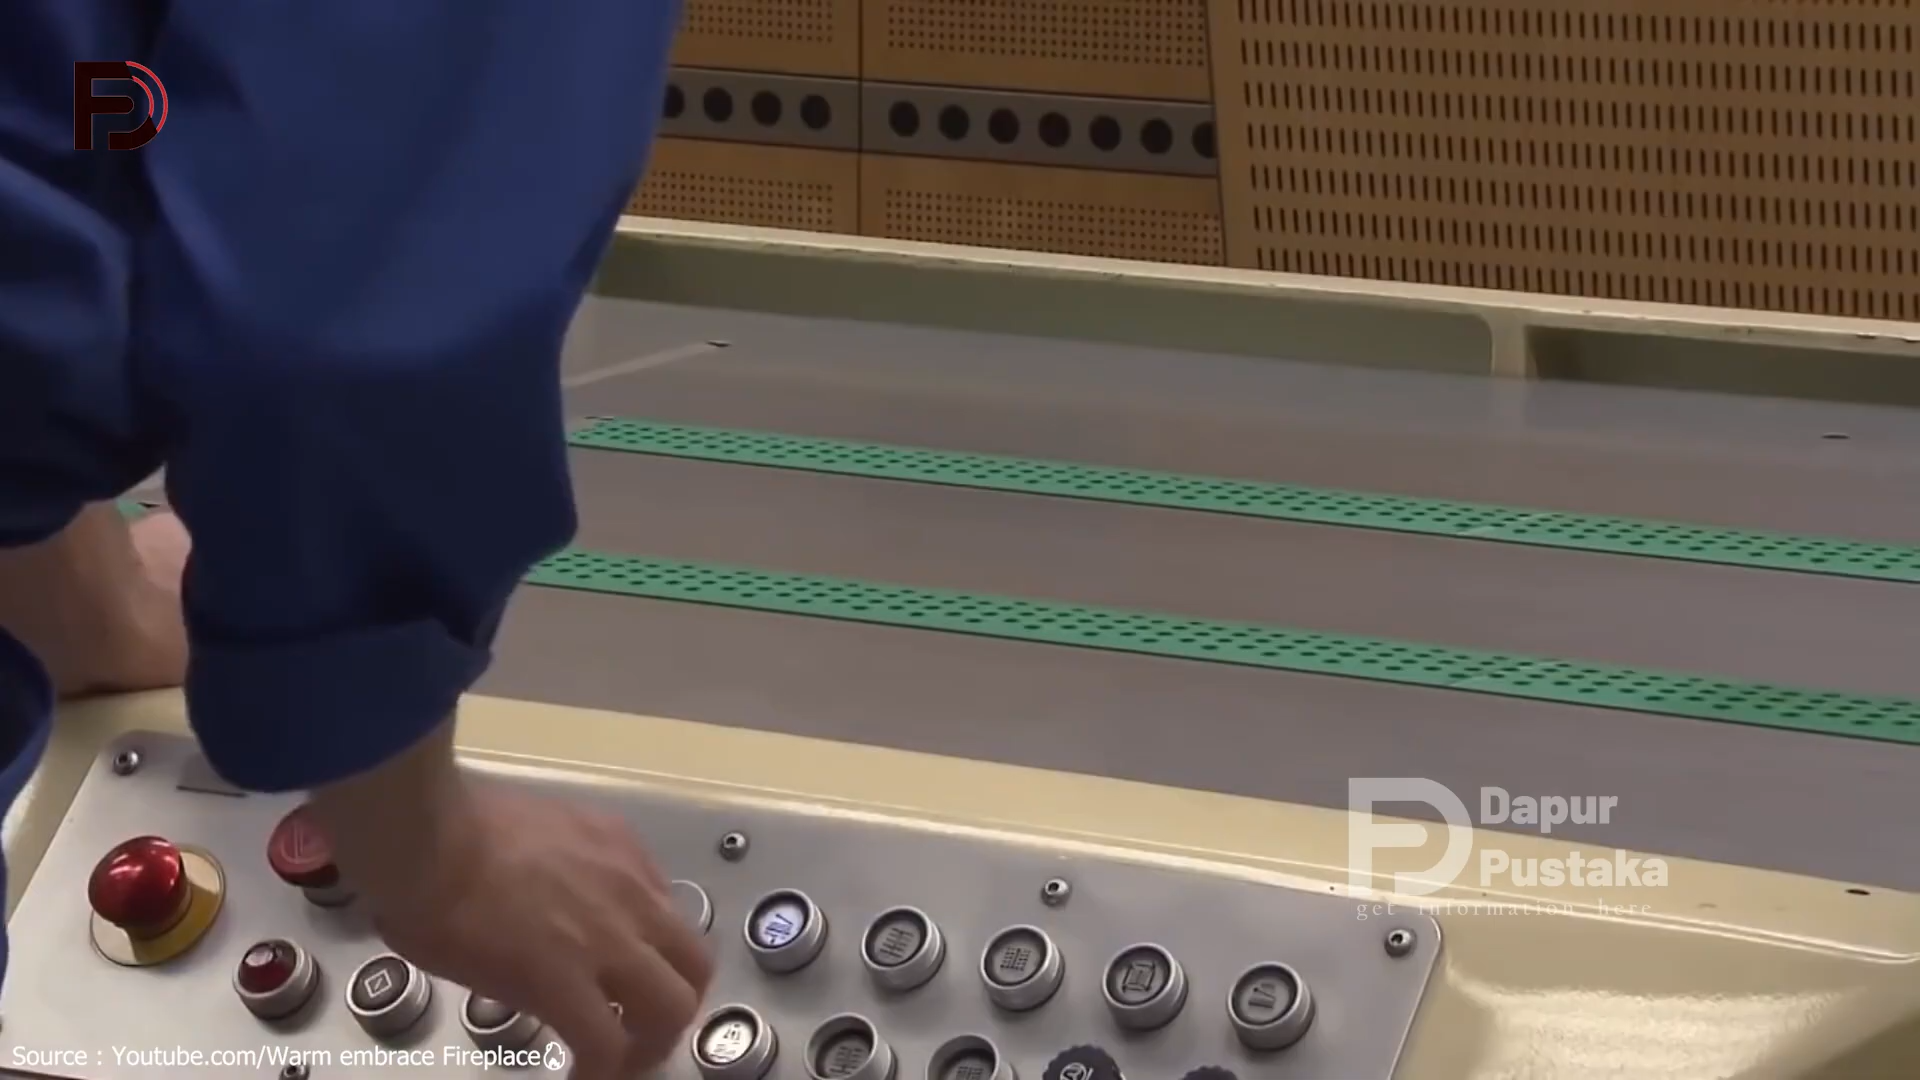 Dapur
Pustaka
get information here
Source : Youtube.com/Warm embrace Fireplace